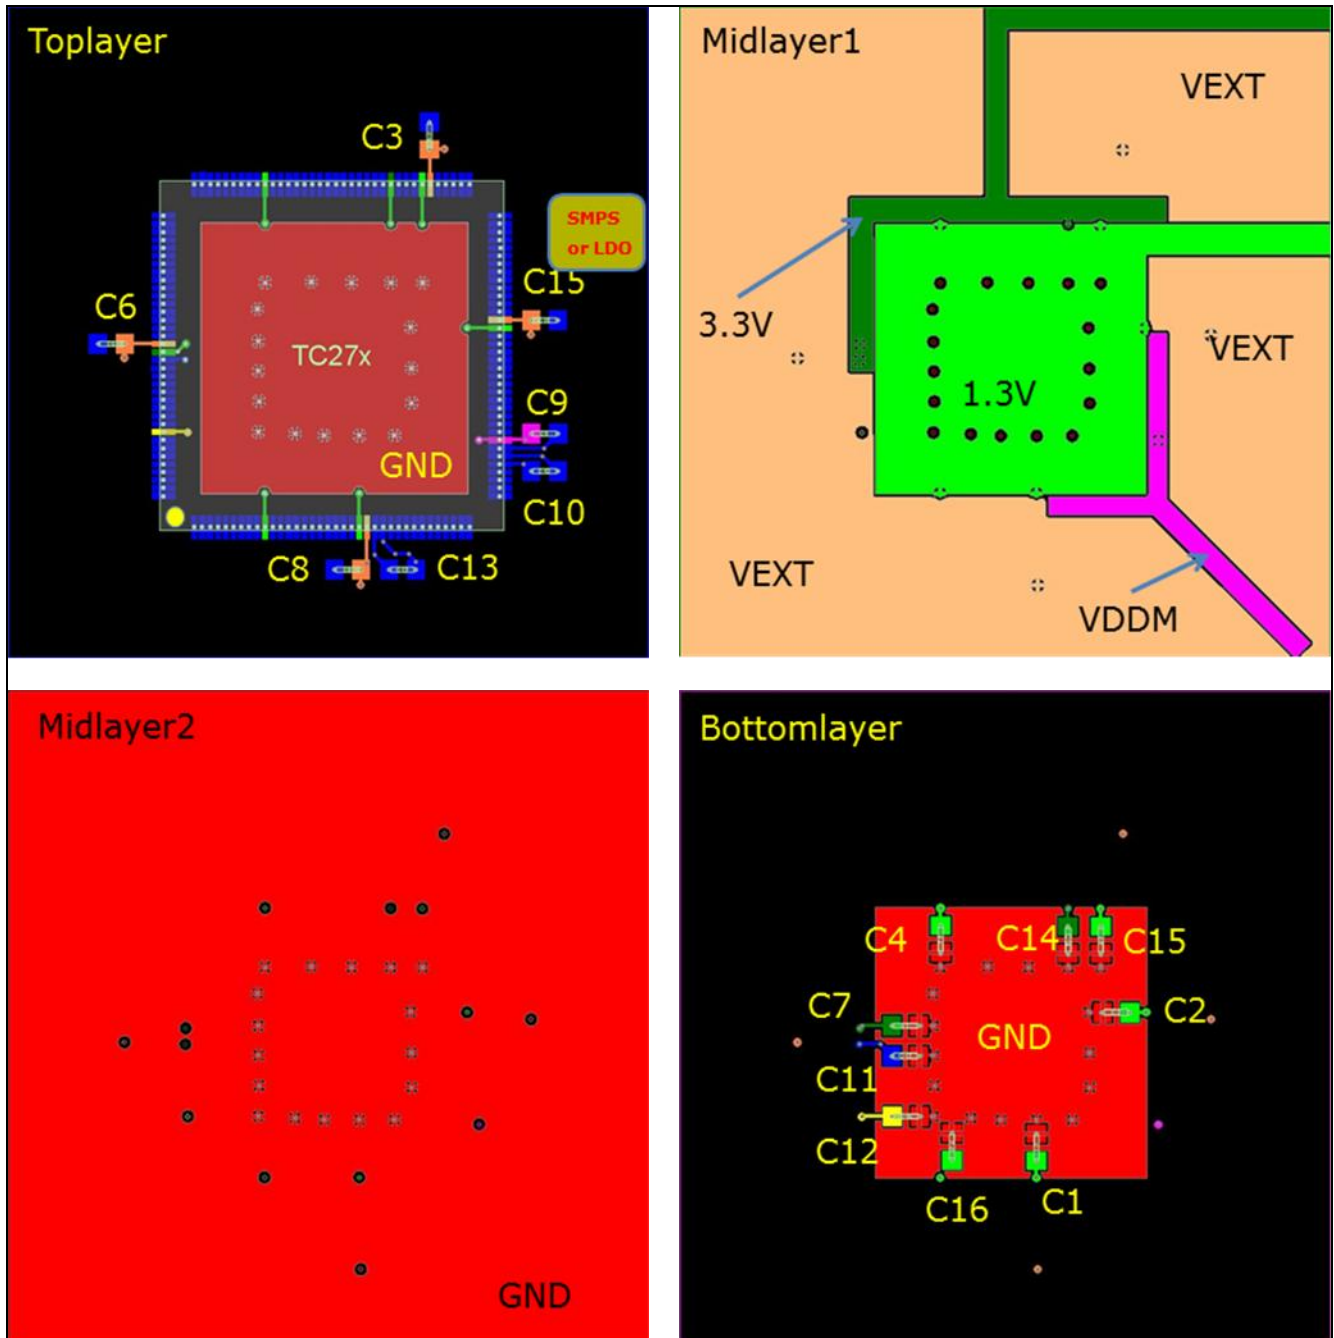 Toplayer
C3
SMPS
or LDO
C15
C6
TC27x
C9
GND
C10
C8
C13
Midlayer1
VEXT
3.3V
VEXT
1.3V
VEXT
VDDM
Midlayer2
GND
Bottomlayer
C4
C14
C15
C7
C2
GND
C11
C12
C16
C1